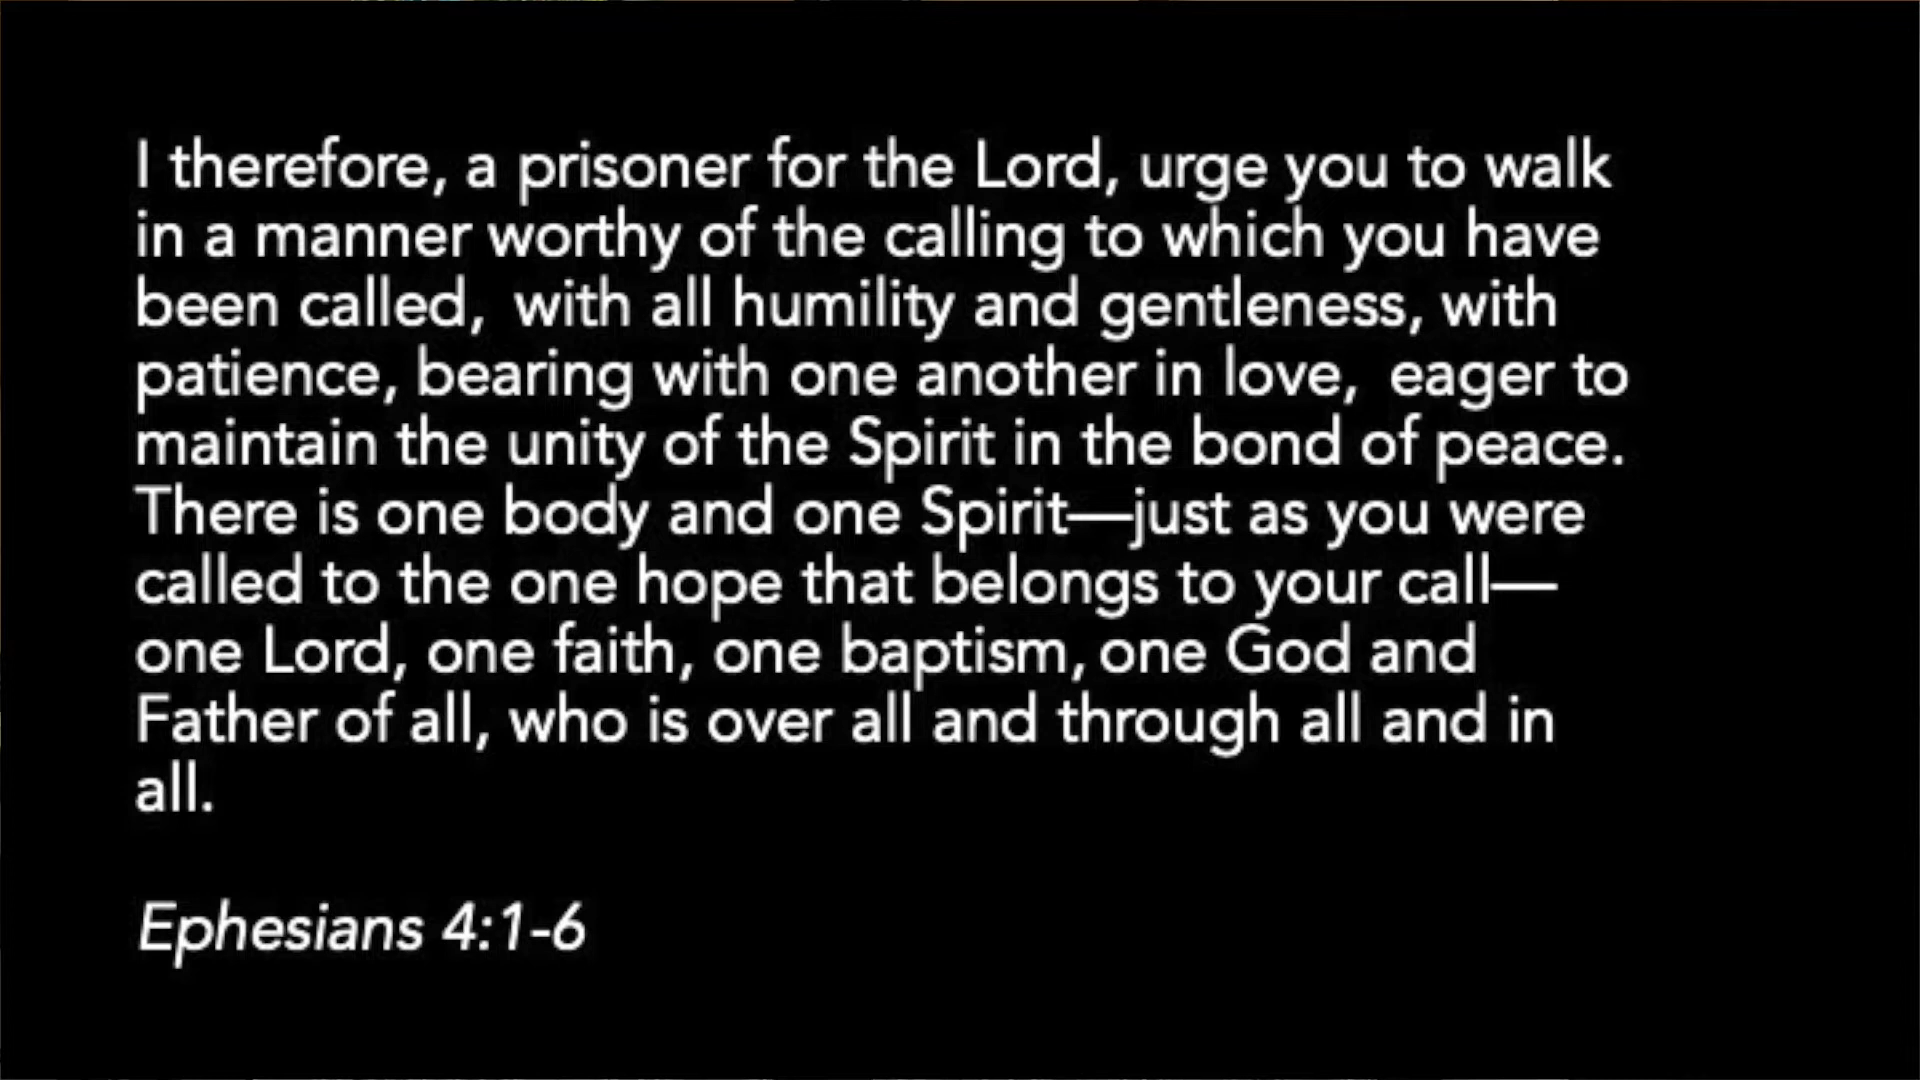 I therefore, a prisoner for the Lord, urge you to walk
in a manner worthy of the calling to which you have
been called,  with all humility and gentleness, with
patience, bearing with one another in love,  eager to
maintain the unity of the Spirit in the bond of peace.
There is one body and one Spirit—just as you were
called to the one hope that belongs to your call—
one Lord, one faith, one baptism, one God and
Father of all, who is over all and through all and in
all.
Ephesians 4:1-6